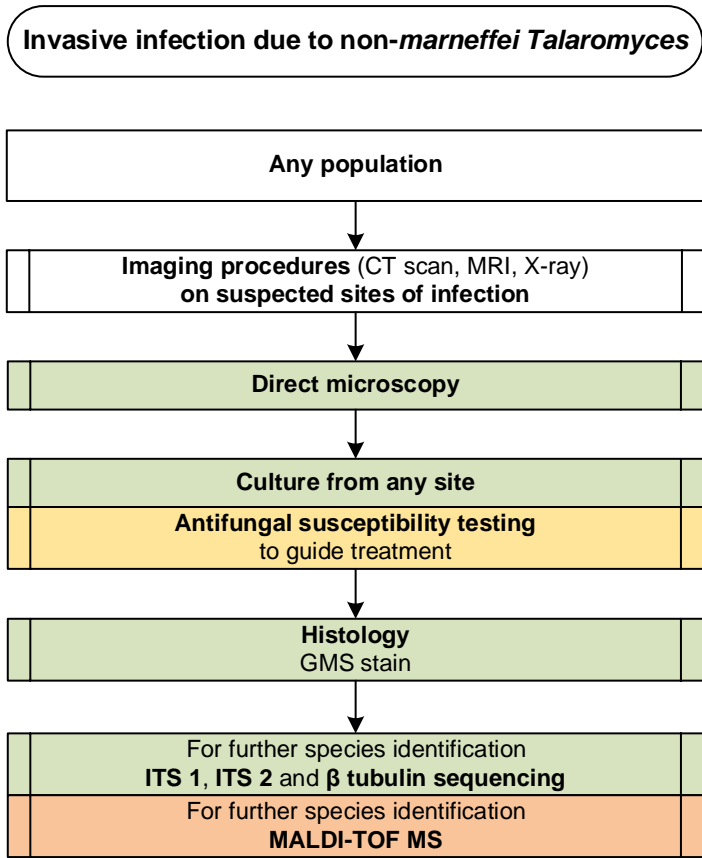 Invasive infection due to non-marneffei Talaromyces
Any population
Imaging procedures (CT scan, MRI, X-ray)
on suspected sites of infection
Direct microscopy
Culture from any site
Antifungal susceptibility testing
to guide treatment
Histology
GMS stain
For further species identification
ITS 1, ITS 2 and β tubulin sequencing
For further species identification
MALDI-TOF MS